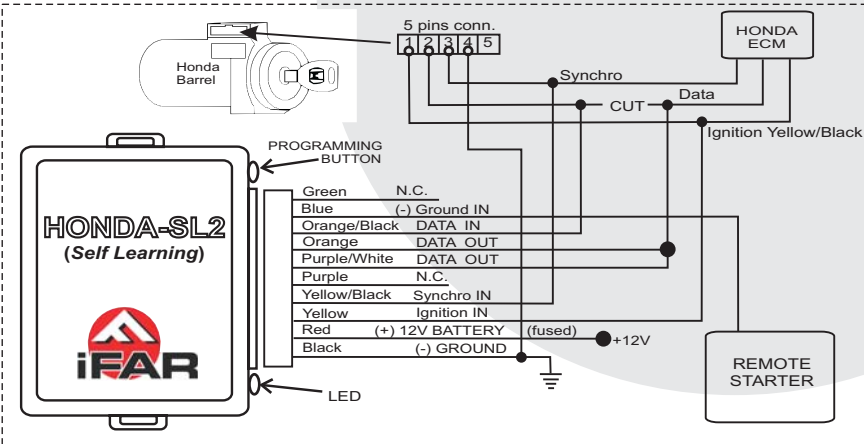 5 pins conn.
1 2 3 4 5
HONDA
ECM
Honda
Barrel
Synchro
CUT
Data
Ignition Yellow/Black
PROGRAMMING
BUTTON
HONDA-SL2
(Self Learning)
iFAR
Green N.C.
Blue (-) Ground IN
Orange/Black DATA IN
Orange DATA OUT
Purple/White DATA OUT
Purple N.C.
Yellow/Black Synchro IN
Yellow Ignition IN
Red (+) 12V BATTERY (fused)
+12V
Black (-) GROUND
LED
REMOTE
STARTER